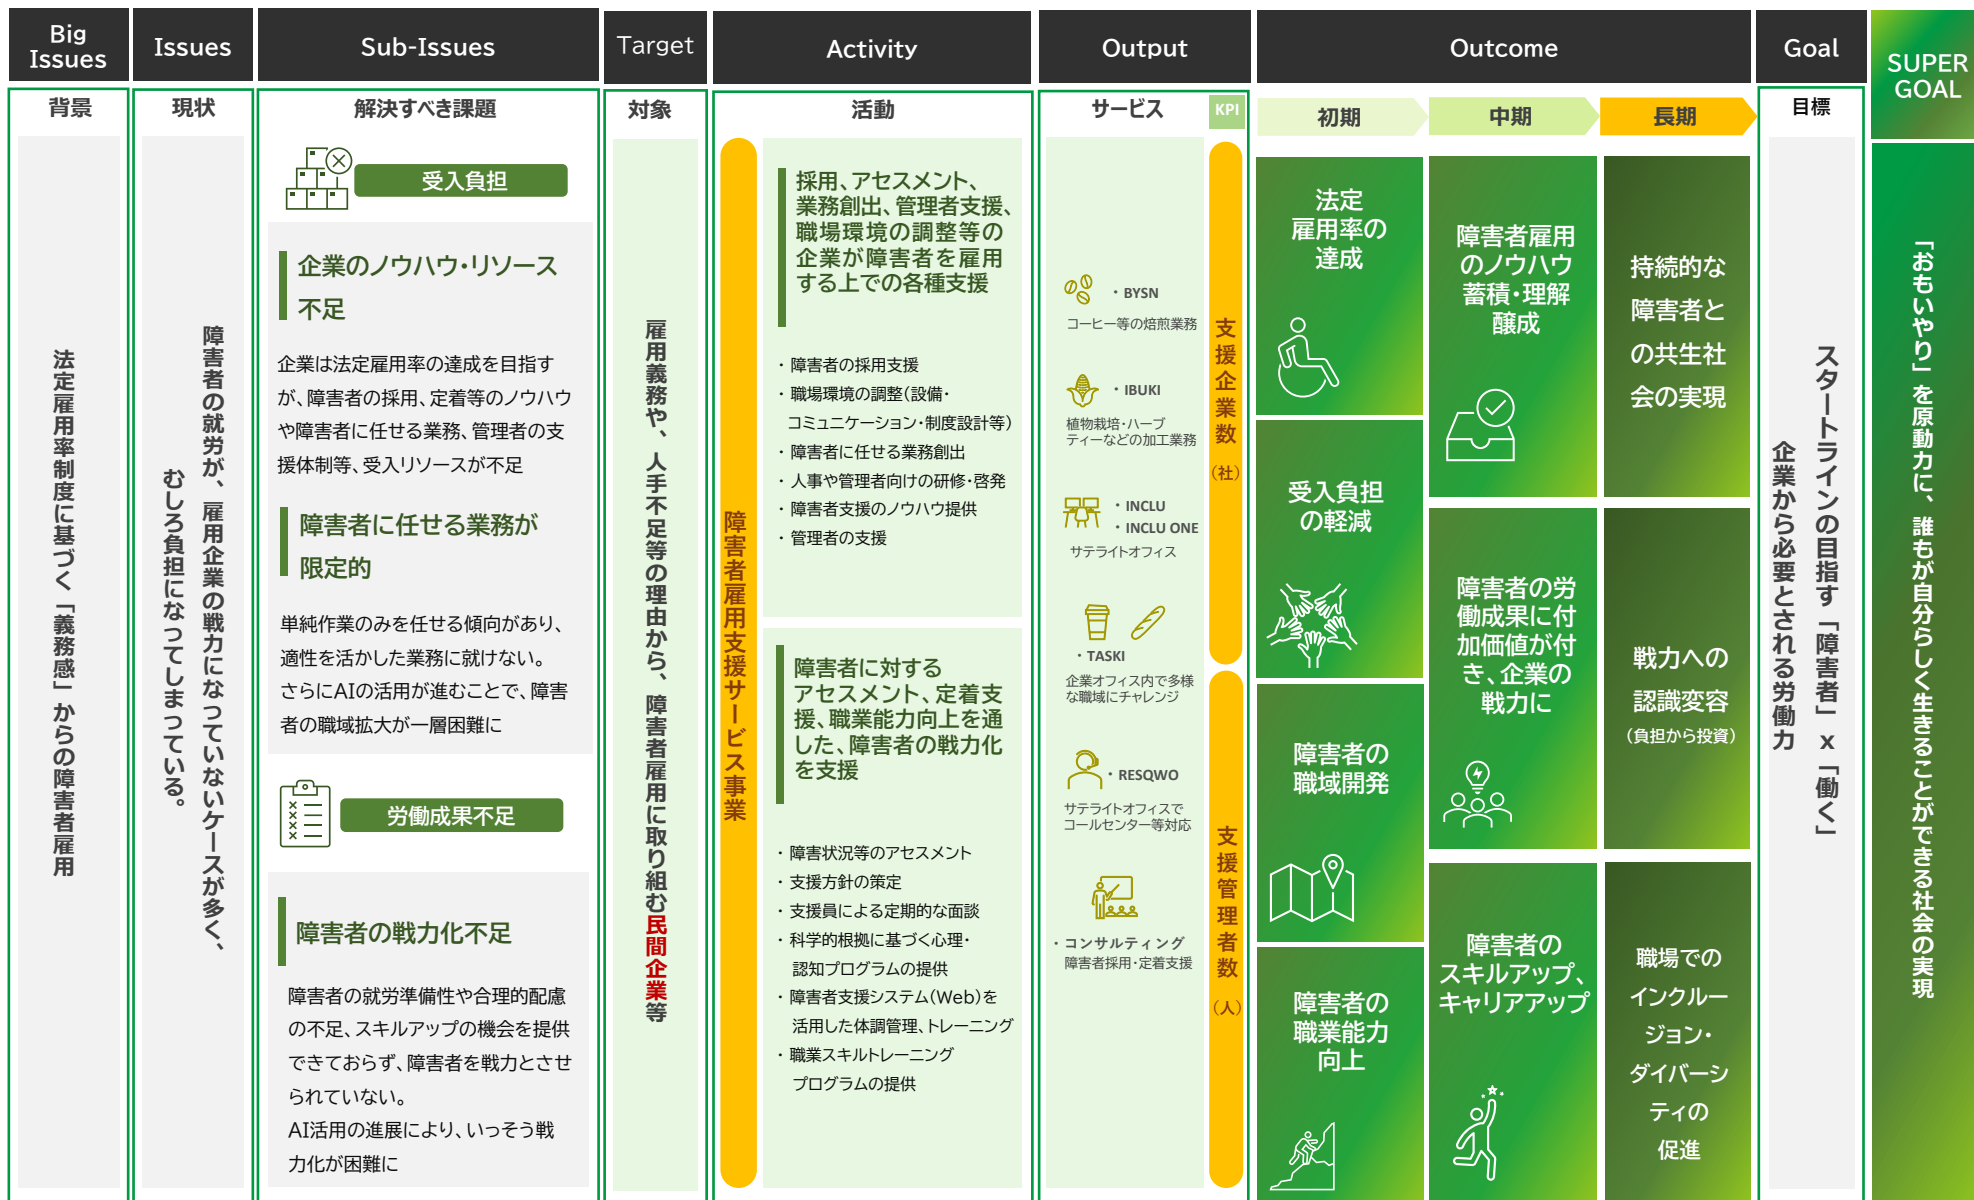 Big
Issues
Issues
Sub-Issues
Target
Activity
Output
Outcome
Goal
SUPER
GOAL
背景
法定雇用率制度に基づく「義務感」からの障害者雇用
現状
障害者の就労が、雇用企業の戦力になっていないケースが多く、
むしろ負担になってしまっている。
解決すべき課題
受入負担
企業のノウハウ・リソース
不足
企業は法定雇用率の達成を目指す
が、障害者の採用、定着等のノウハウ
や障害者に任せる業務、管理者の支
援体制等、受入リソースが不足
障害者に任せる業務が
限定的
単純作業のみを任せる傾向があり、
適性を活かした業務に就けない。
さらにAIの活用が進むことで、障害
者の職域拡大が一層困難に
労働成果不足
障害者の戦力化不足
障害者の就労準備性や合理的配慮
の不足、スキルアップの機会を提供
できておらず、障害者を戦力とさせ
られていない。
AI活用の進展により、いっそう戦
力化が困難に
対象
雇用義務や、人手不足等の理由から、障害者雇用に取り組む民間企業等
活動
障害者雇用支援サービス事業
採用、アセスメント、
業務創出、管理者支援、
職場環境の調整等の
企業が障害者を雇用
する上での各種支援
・障害者の採用支援
・職場環境の調整(設備・
コミュニケーション・制度設計等)
・障害者に任せる業務創出
・人事や管理者向けの研修・啓発
・障害者支援のノウハウ提供
・管理者の支援
障害者に対する
アセスメント、定着支
援、職業能力向上を通
した、障害者の戦力化
を支援
・障害状況等のアセスメント
・支援方針の策定
・支援員による定期的な面談
・科学的根拠に基づく心理・
認知プログラムの提供
・障害者支援システム(Web)を
活用した体調管理、トレーニング
・職業スキルトレーニング
プログラムの提供
サービス
KPI
・BYSN
コーヒー等の焙煎業務
・IBUKI
植物栽培・ハーブ
ティーなどの加工業務
・INCLU
・INCLU ONE
サテライトオフィス
・TASKI
企業オフィス内で多様
な職域にチャレンジ
・RESQWO
サテライトオフィスで
コールセンター等対応
・コンサルティング
障害者採用・定着支援
支援企業数(社)
支援管理者数(人)
初期
中期
長期
法定
雇用率の
達成
受入負担
の軽減
障害者の
職域開発
障害者の
職業能力
向上
障害者雇用
のノウハウ
蓄積・理解
醸成
障害者の労
働成果に付
加価値が付
き、企業の
戦力に
障害者の
スキルアップ、
キャリアアップ
持続的な
障害者と
の共生社
会の実現
戦力への
認識変容
(負担から投資)
職場での
インクルー
ジョン・
ダイバーシ
ティの
促進
目標
スタートラインの目指す「障害者」x「働く」
企業から必要とされる労働力
「おもいやり」を原動力に、誰もが自分らしく生きることができる社会の実現